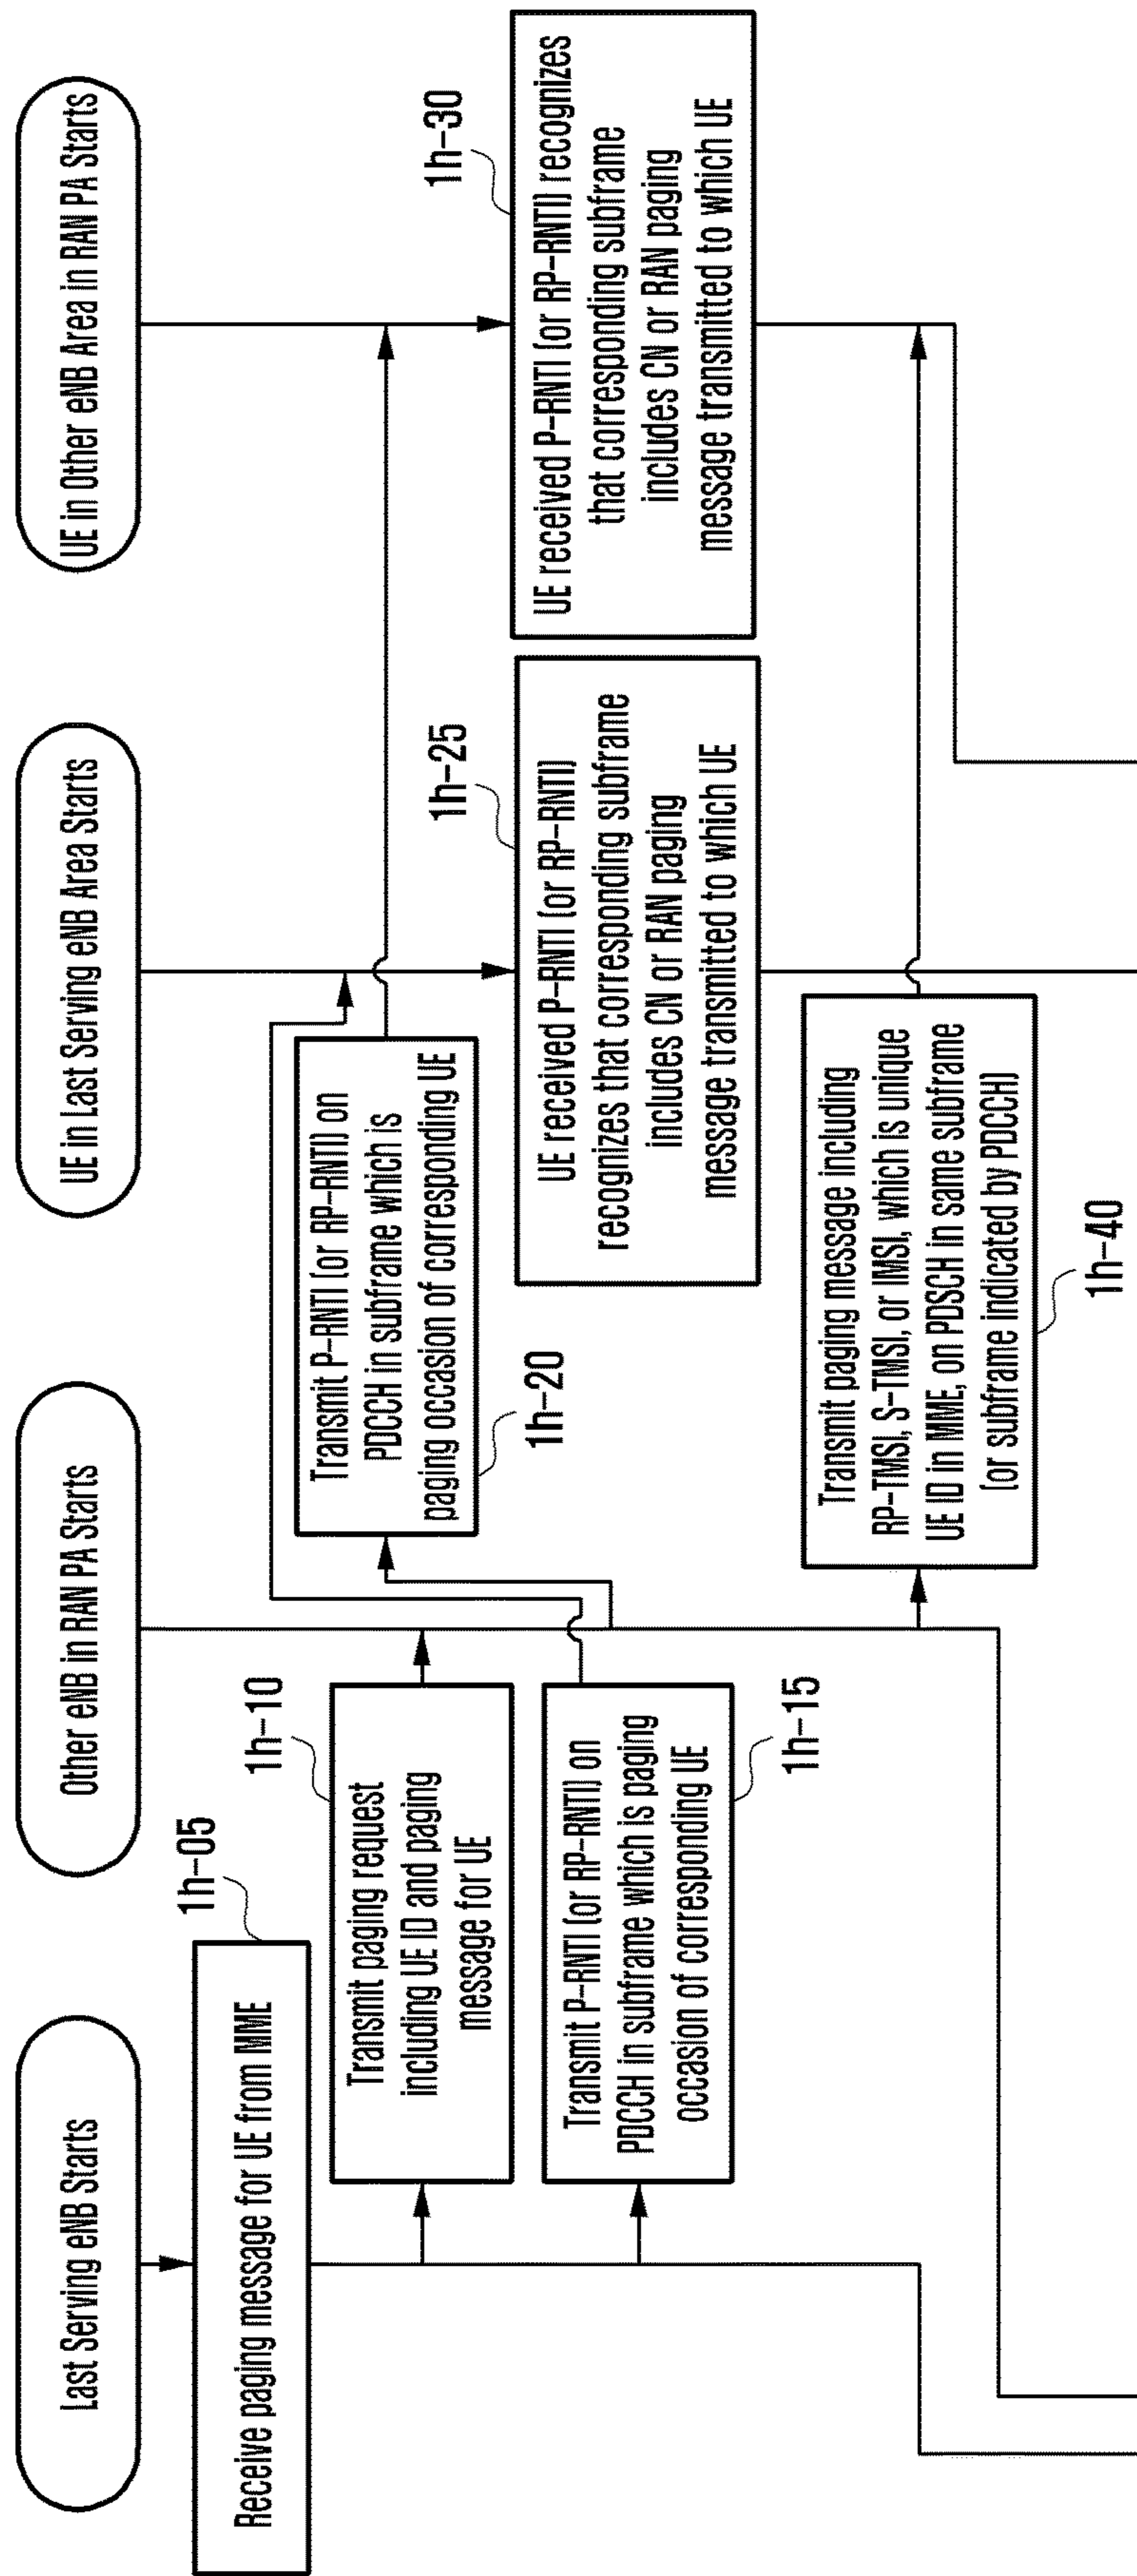 Last Serving eNB Starts
Other eNB in RAN PA Starts
UE in Last Serving eNB Area Starts
UE in Other eNB Area in RAN PA Starts
1h-05
Receive paging message for UE from MME
1h-10
Transmit paging request
including UE ID and paging
message for UE
Transmit P-RNTI (or RP-RNTI) on
PDCCH in subframe which is paging
occasion of corresponding UE
1h-15
Transmit P-RNTI (or RP-RNTI) on
PDCCH in subframe which is
paging occasion of corresponding UE
1h-20
1h-25
UE received P-RNTI (or RP-RNTI)
recognizes that corresponding subframe
includes CN or RAN paging
message transmitted to which UE
1h-30
UE received P-RNTI (or RP-RNTI) recognizes
that corresponding subframe
includes CN or RAN paging
message transmitted to which UE
Transmit paging message including
RP-TMSI, S-TMSI, or IMSI, which is unique
UE ID in MME, on PDSCH in same subframe
(or subframe indicated by PDCCH)
1h-40